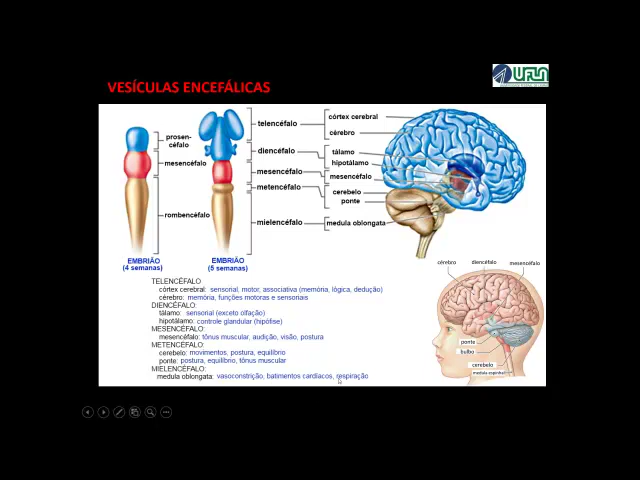 VESÍCULAS ENCEFÁLICAS
UFLA
prosen-
céfalo
mesencéfalo
rombencéfalo
EMBRIÃO
(4 semanas)
EMBRIÃO
(5 semanas)
telencéfalo
diencéfalo
mesencéfalo
metencéfalo
mielencéfalo
córtex cerebral
cérebro
tálamo
hipotálamo
mesencéfalo
cerebelo
ponte
medula oblongata
TELENCÉFALO
córtex cerebral: sensorial, motor, associativa (memória, lógica, dedução)
cérebro: memória, funções motoras e sensoriais
DIENCÉFALO:
tálamo: sensorial (exceto olfação)
hipotálamo: controle glandular (hipófise)
MESENCÉFALO:
mesencéfalo: tônus muscular, audição, visão, postura
METENCÉFALO:
cerebelo: movimentos, postura, equilíbrio
ponte: postura, equilíbrio, tônus muscular
MIELENCÉFALO:
medula oblongata: vasoconstrição, batimentos cardíacos, respiração
cérebro
diencéfalo
mesencéfalo
ponte
bulbo
cerebelo
medula espinhal